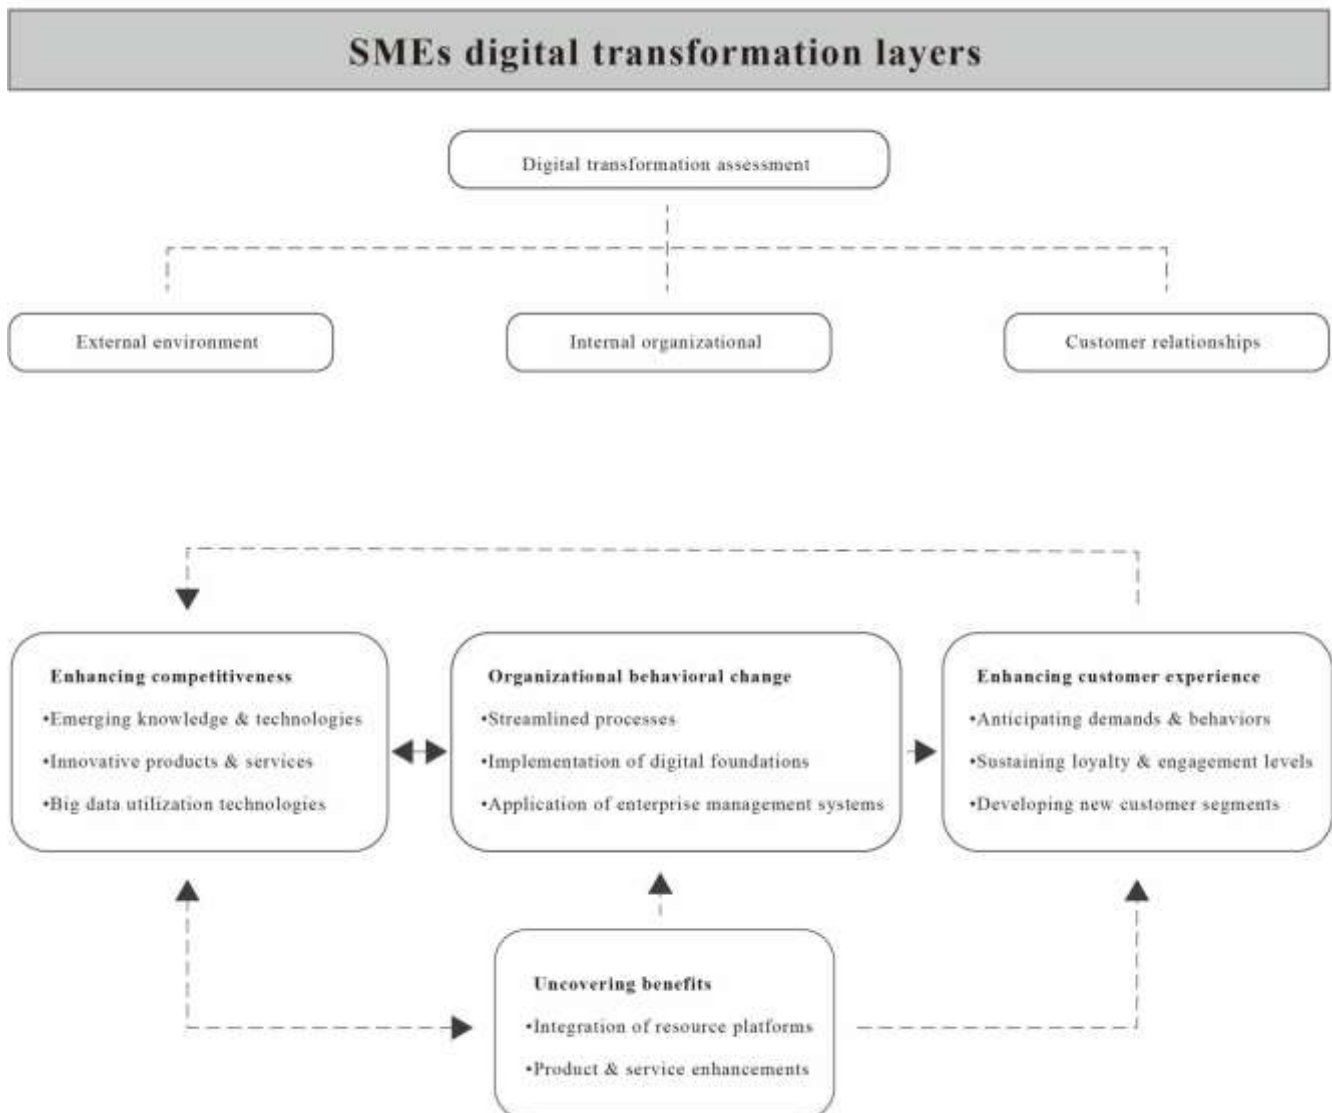 SMEs digital transformation layers
Digital transformation assessment
External environment
Internal organizational
Customer relationships
Enhancing competitiveness
•Emerging knowledge & technologies
•Innovative products & services
•Big data utilization technologies
Organizational behavioral change
•Streamlined processes
•Implementation of digital foundations
•Application of enterprise management systems
Enhancing customer experience
•Anticipating demands & behaviors
•Sustaining loyalty & engagement levels
•Developing new customer segments
Uncovering benefits
•Integration of resource platforms
•Product & service enhancements